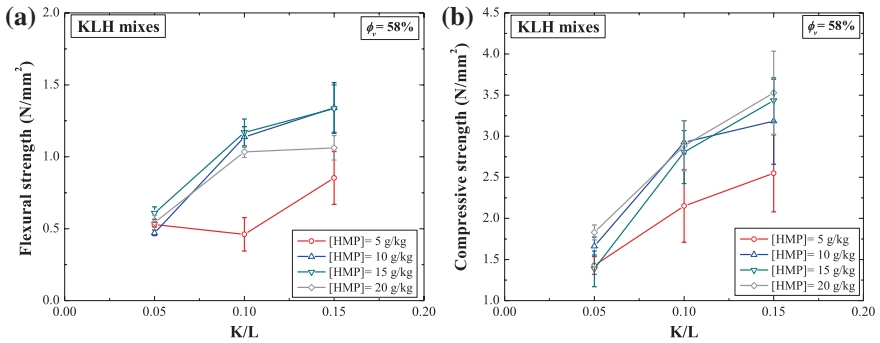 (a)
KLH mixes
ϕv = 58%
Flexural strength (N/mm²)
2.0
1.5
1.0
0.5
0.0
0.00
0.05
0.10
0.15
0.20
K/L
[HMP]= 5 g/kg
[HMP]= 10 g/kg
[HMP]= 15 g/kg
[HMP]= 20 g/kg
(b)
KLH mixes
ϕv = 58%
Compressive strength (N/mm²)
4.5
4.0
3.5
3.0
2.5
2.0
1.5
1.0
0.00
0.05
0.10
0.15
0.20
K/L
[HMP]= 5 g/kg
[HMP]= 10 g/kg
[HMP]= 15 g/kg
[HMP]= 20 g/kg